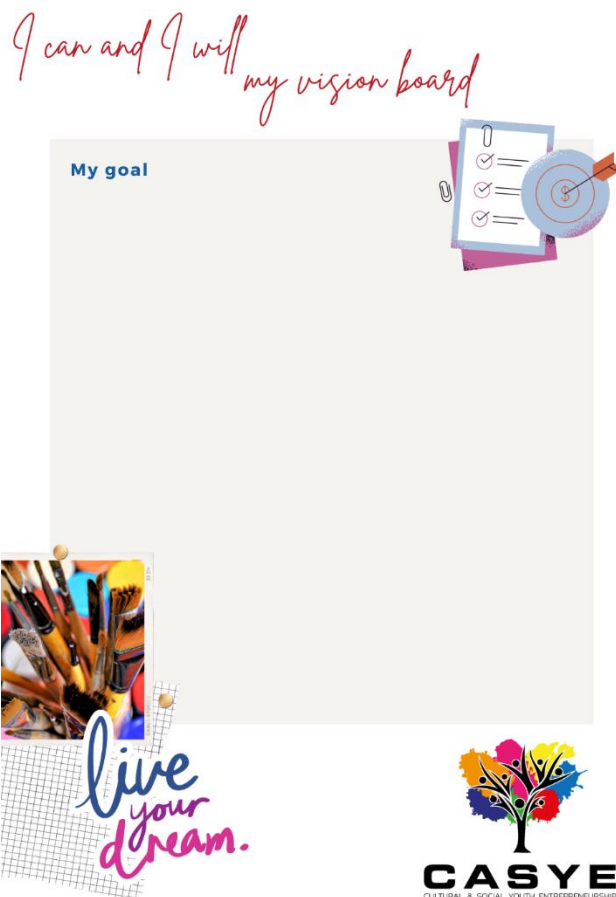 I can and I will
my vision board
My goal
live
your
dream.
CASYE
CULTURAL & SOCIAL YOUTH ENTREPRENEURSHIP